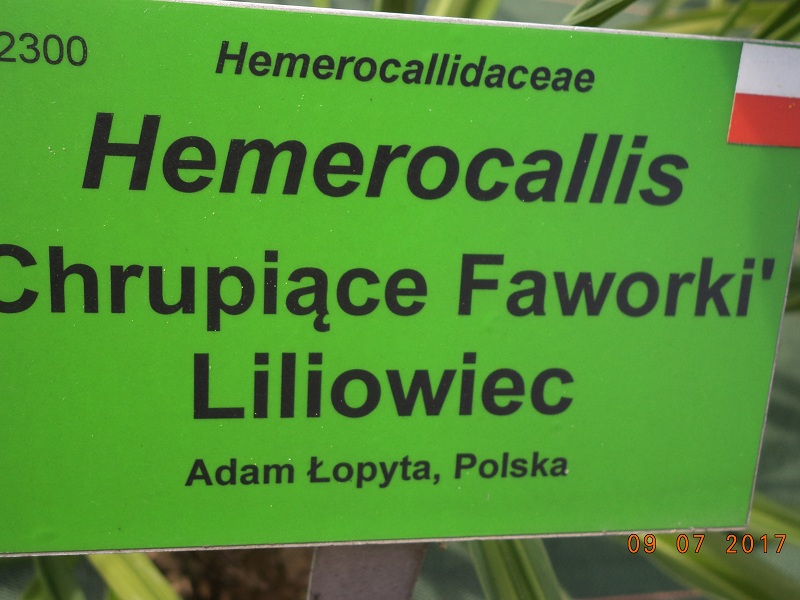 2300
Hemerocallidaceae
Hemerocallis
Chrupiące Faworki'
Liliowiec
Adam Łopyta, Polska
09 07 2017